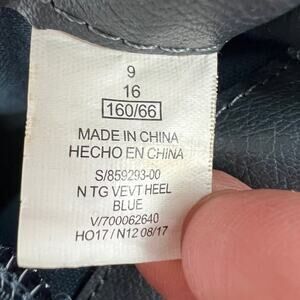 9
16
160/66
MADE IN CHINA
HECHO EN CHINA
S/859293-00
N TG VEVT HEEL
BLUE
V/700062640
HO17 / N12 08/17